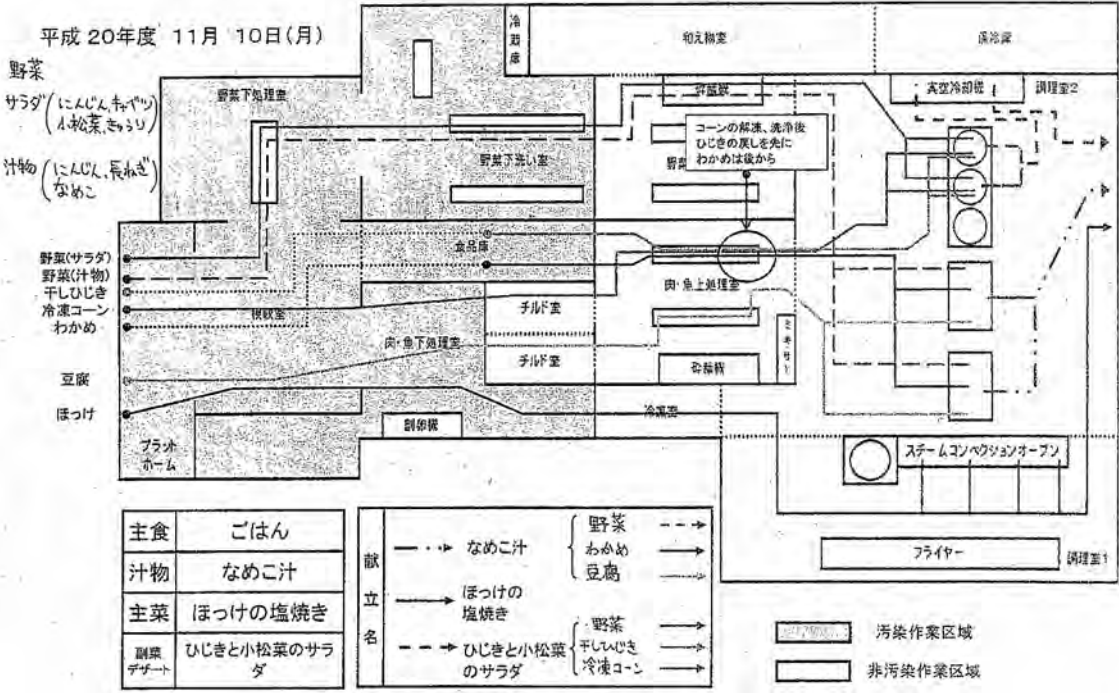 平成20年度 11月 10日(月)
野菜
サラダ(にんじん、キャベツ
小松菜、きゅうり)
汁物(にんじん、長ねぎ
なめこ)
冷蔵庫
和え物室
野菜下処理室
真空冷却機
調理室2
コーンの解凍、洗浄後
ひじきの戻しを先に
わかめは後から
野菜下洗い室
野菜(サラダ)
野菜(汁物)
干しひじき
冷凍コーン
わかめ
豆腐
ほっけ
食品庫
検収室
肉・魚上処理室
チルド室
肉・魚下処理室
チルド室
ミキサー
冷蔵室
割卵機
プラット
ホーム
スチームコンベクションオーブン
フライヤー
調理室1
主食 ごはん
汁物 なめこ汁
主菜 ほっけの塩焼き
副菜
デザート
ひじきと小松菜のサラ
ダ
献立名
なめこ汁
野菜
わかめ
豆腐
ほっけの
塩焼き
ひじきと小松菜
のサラダ
野菜
干しひじき
冷凍コーン
汚染作業区域
非汚染作業区域